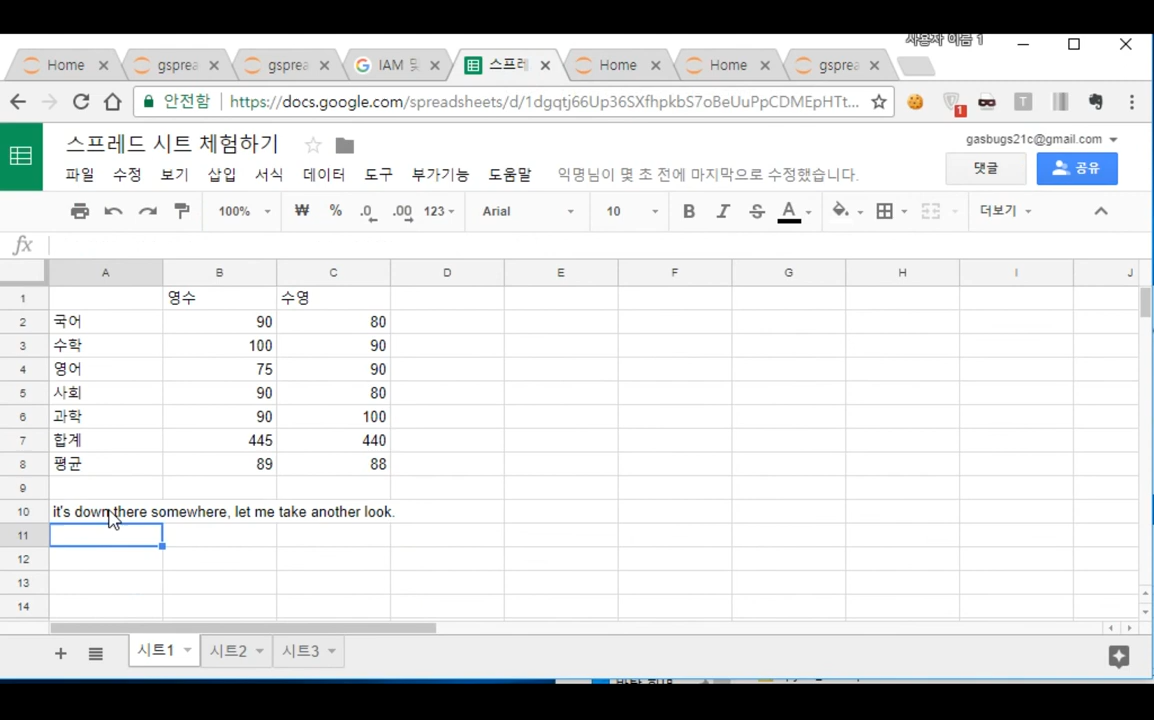 사용자 이름 1
Home
gsprea
gsprea
IAM 및
스프레
Home
Home
gsprea
안전함
https://docs.google.com/spreadsheets/d/1dgqtj66Up36SXfhpkbS7oBeUuPpCDMEpHTt...
1
T
스프레드 시트 체험하기
gasbugs21c@gmail.com
파일 수정 보기 삽입 서식 데이터 도구 부가기능 도움말 익명님이 몇 초 전에 마지막으로 수정했습니다.
댓글
공유
100% ₩ % .0 .00 123 Arial 10 B I S A 더보기
fx
A B C D E F G H I J
1 영수 수영
2 국어 90 80
3 수학 100 90
4 영어 75 90
5 사회 90 80
6 과학 90 100
7 합계 445 440
8 평균 89 88
9
10 it's down there somewhere, let me take another look.
11
12
13
14
시트1 시트2 시트3